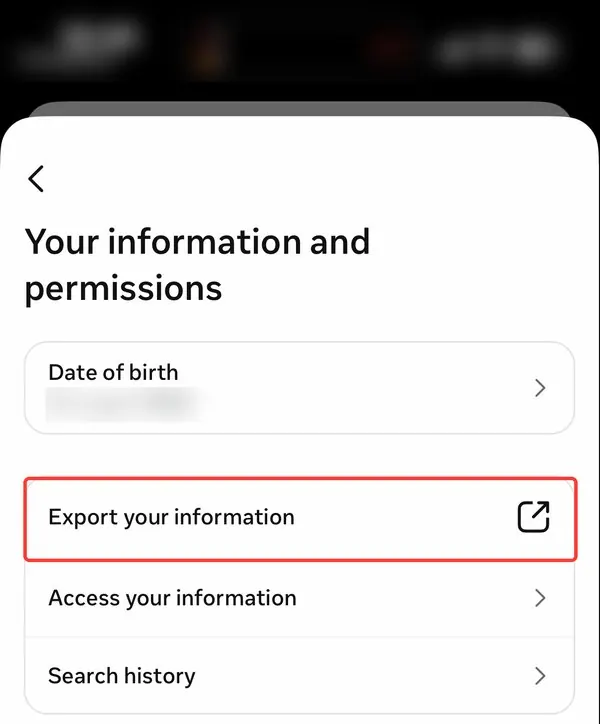 Your information and
permissions
Date of birth
Export your information
Access your information
Search history